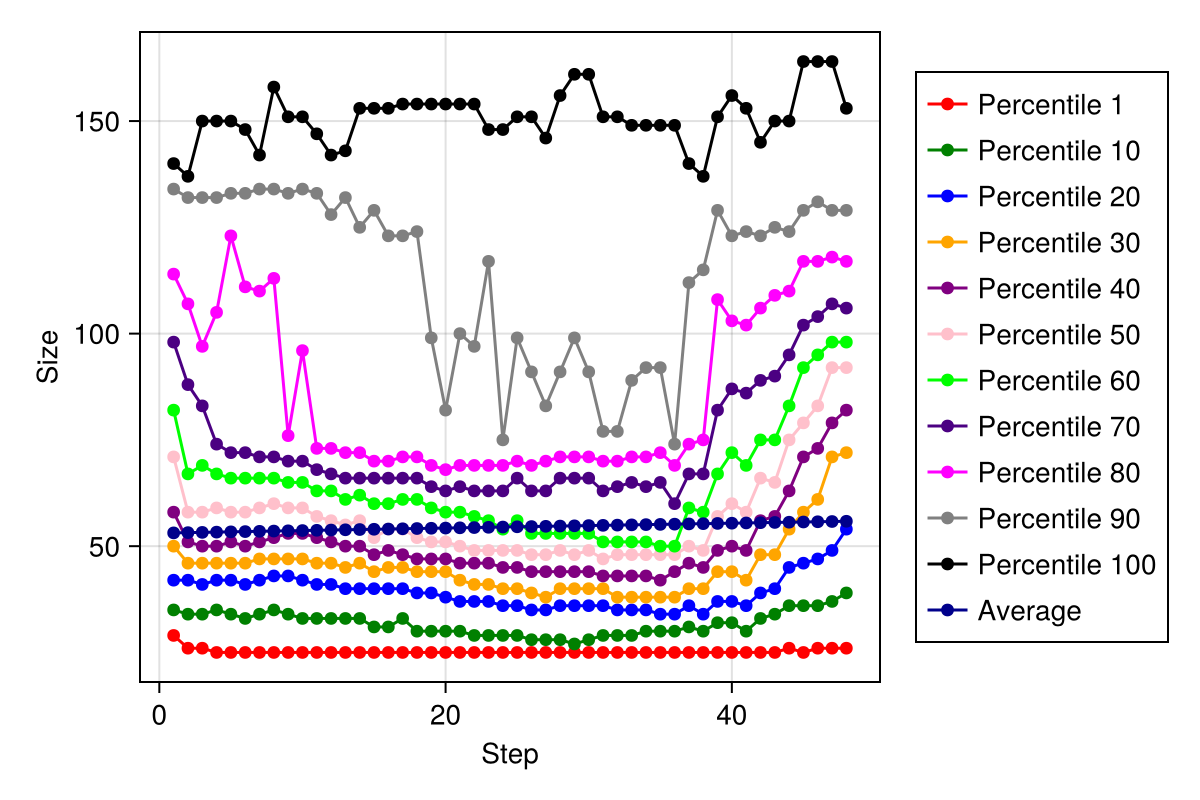 150
100
50
Size
0
20
40
Step
Percentile 1
Percentile 10
Percentile 20
Percentile 30
Percentile 40
Percentile 50
Percentile 60
Percentile 70
Percentile 80
Percentile 90
Percentile 100
Average